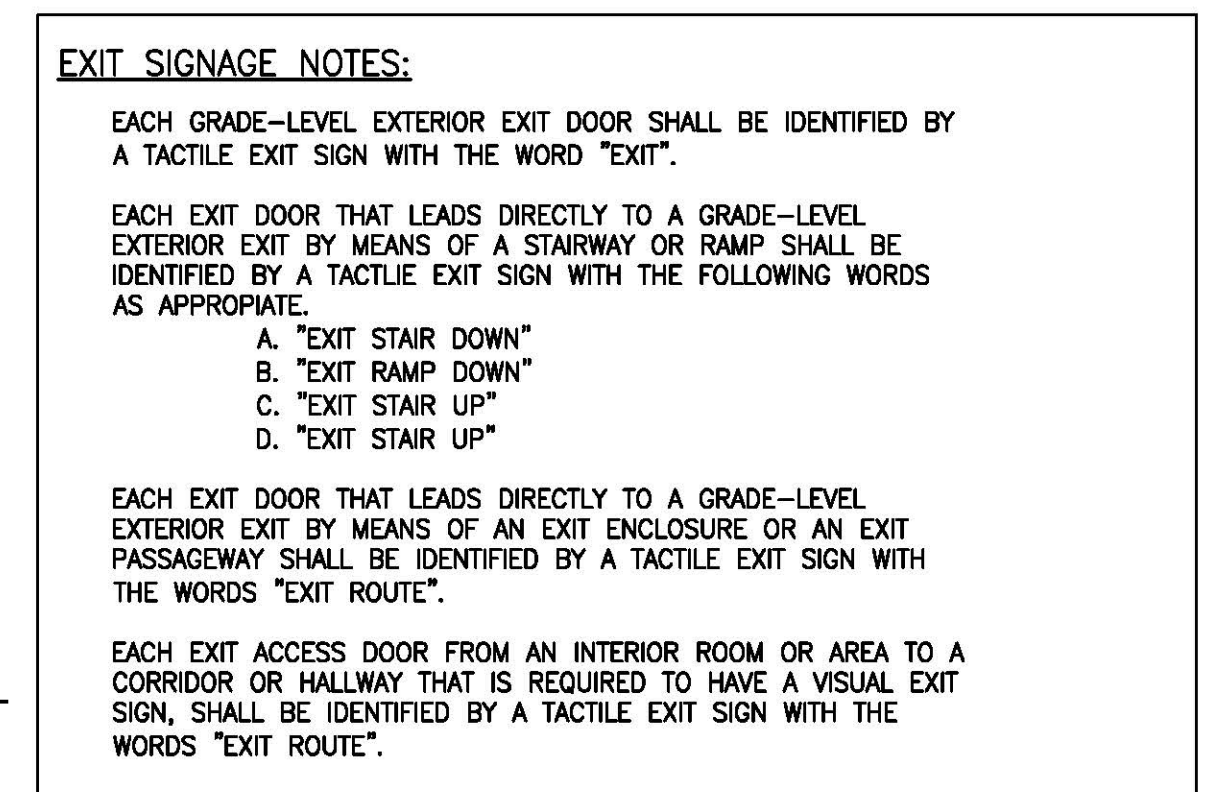 EXIT SIGNAGE NOTES:
EACH GRADE-LEVEL EXTERIOR EXIT DOOR SHALL BE IDENTIFIED BY
A TACTILE EXIT SIGN WITH THE WORD "EXIT".
EACH EXIT DOOR THAT LEADS DIRECTLY TO A GRADE-LEVEL
EXTERIOR EXIT BY MEANS OF A STAIRWAY OR RAMP SHALL BE
IDENTIFIED BY A TACTLIE EXIT SIGN WITH THE FOLLOWING WORDS
AS APPROPIATE.
A. "EXIT STAIR DOWN"
B. "EXIT RAMP DOWN"
C. "EXIT STAIR UP"
D. "EXIT STAIR UP"
EACH EXIT DOOR THAT LEADS DIRECTLY TO A GRADE-LEVEL
EXTERIOR EXIT BY MEANS OF AN EXIT ENCLOSURE OR AN EXIT
PASSAGEWAY SHALL BE IDENTIFIED BY A TACTILE EXIT SIGN WITH
THE WORDS "EXIT ROUTE".
EACH EXIT ACCESS DOOR FROM AN INTERIOR ROOM OR AREA TO A
CORRIDOR OR HALLWAY THAT IS REQUIRED TO HAVE A VISUAL EXIT
SIGN, SHALL BE IDENTIFIED BY A TACTILE EXIT SIGN WITH THE
WORDS "EXIT ROUTE".